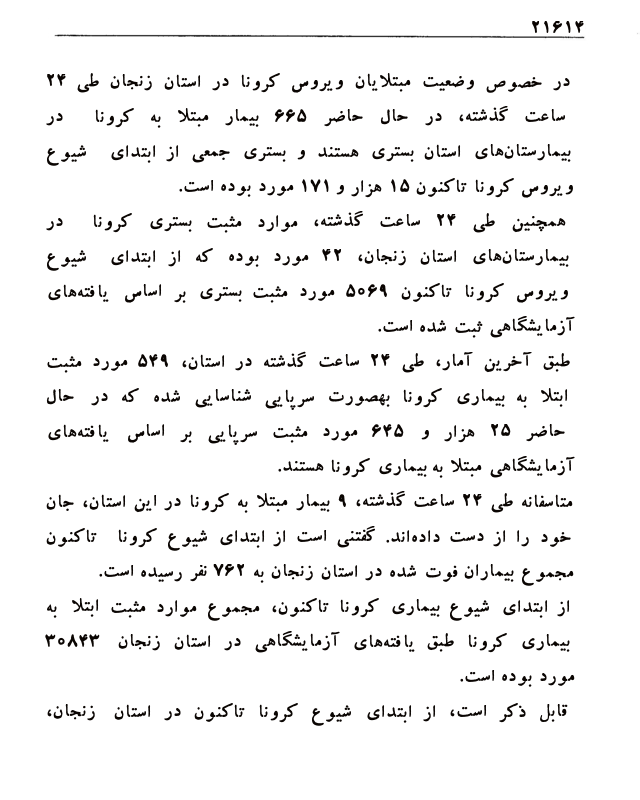 ۲۱۶۱۴
در خصوص وضعیت مبتلایان ویروس کرونا در استان زنجان طی ۲۴
ساعت گذشته، در حال حاضر ۶۶۵ بیمار مبتلا به کرونا در
بیمارستان‌های استان بستری هستند و بستری جمعی از ابتدای شیوع
ویروس کرونا تاکنون ۱۵ هزار و ۱۷۱ مورد بوده است.
همچنین طی ۲۴ ساعت گذشته، موارد مثبت بستری کرونا در
بیمارستان‌های استان زنجان، ۴۲ مورد بوده که از ابتدای شیوع
ویروس کرونا تاکنون ۵۰۶۹ مورد مثبت بستری بر اساس یافته‌های
آزمایشگاهی ثبت شده است.
طبق آخرین آمار، طی ۲۴ ساعت گذشته در استان، ۵۴۹ مورد مثبت
ابتلا به بیماری کرونا بهصورت سرپایی شناسایی شده که در حال
حاضر ۲۵ هزار و ۶۴۵ مورد مثبت سرپایی بر اساس یافته‌های
آزمایشگاهی مبتلا به بیماری کرونا هستند.
متاسفانه طی ۲۴ ساعت گذشته، ۹ بیمار مبتلا به کرونا در این استان، جان
خود را از دست داده‌اند. گفتنی است از ابتدای شیوع کرونا تاکنون
مجموع بیماران فوت شده در استان زنجان به ۷۶۲ نفر رسیده است.
از ابتدای شیوع بیماری کرونا تاکنون، مجموع موارد مثبت ابتلا به
بیماری کرونا طبق یافته‌های آزمایشگاهی در استان زنجان ۳۰۸۴۳
مورد بوده است.
قابل ذکر است، از ابتدای شیوع کرونا تاکنون در استان زنجان،